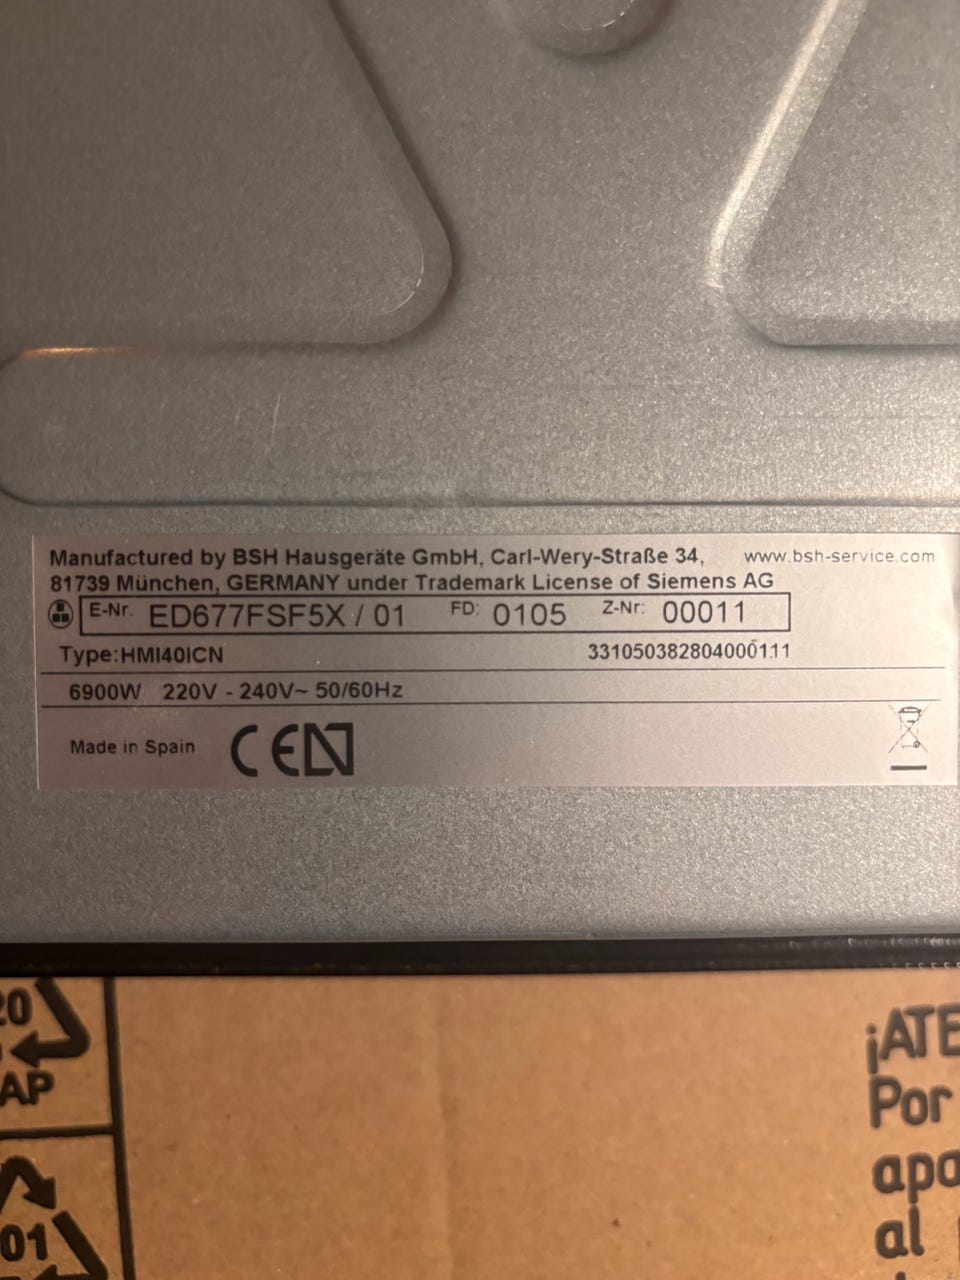 Manufactured by BSH Hausgeräte GmbH, Carl-Wery-Straße 34, www.bsh-service.com
81739 München, GERMANY under Trademark License of Siemens AG
E-Nr. ED677FSF5X / 01 FD: 0105 Z-Nr: 00011
Type:HMI40ICN 331050382804000111
6900W 220V - 240V~ 50/60Hz
Made in Spain CE
20
AP
01
¡ATE
Por
apa
al